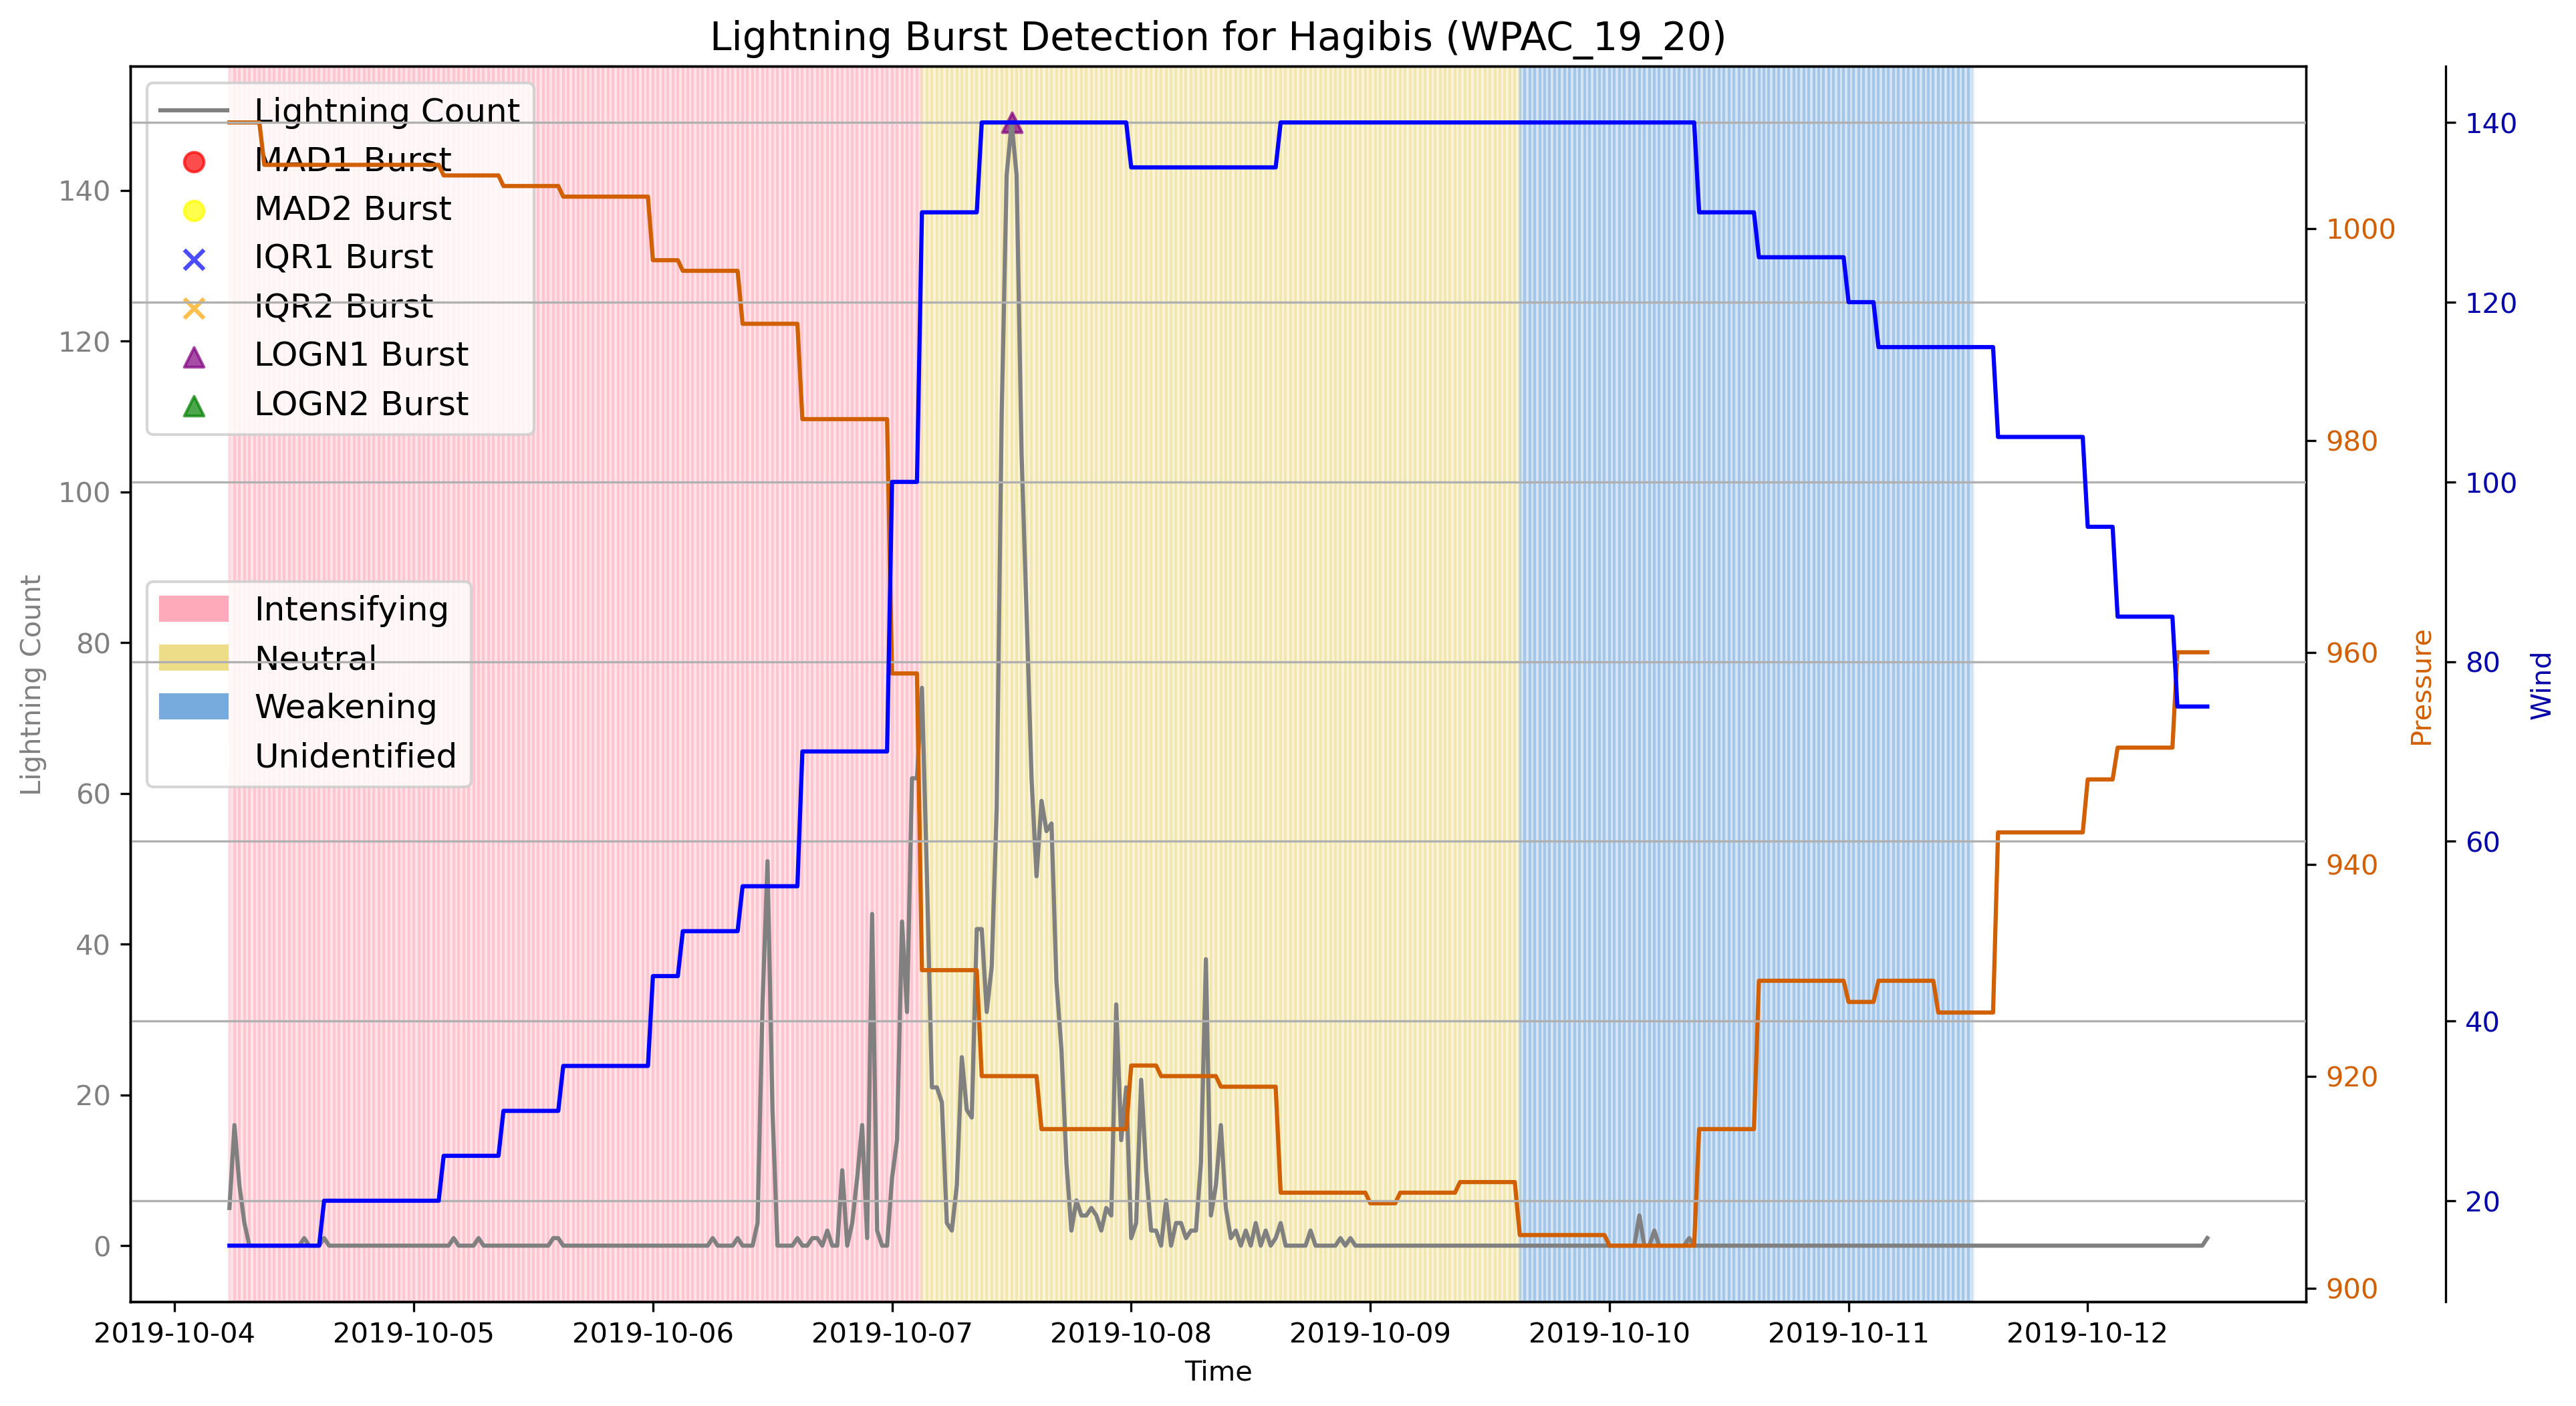 Lightning Burst Detection for Hagibis (WPAC_19_20)
Lightning Count
MAD1 Burst
MAD2 Burst
IQR1 Burst
IQR2 Burst
LOGN1 Burst
LOGN2 Burst
Intensifying
Neutral
Weakening
Unidentified
Lightning Count
140
120
100
80
60
40
20
0
1000
980
960
940
920
900
Pressure
140
120
100
80
60
40
20
Wind
2019-10-04 2019-10-05 2019-10-06 2019-10-07 2019-10-08 2019-10-09 2019-10-10 2019-10-11 2019-10-12
Time